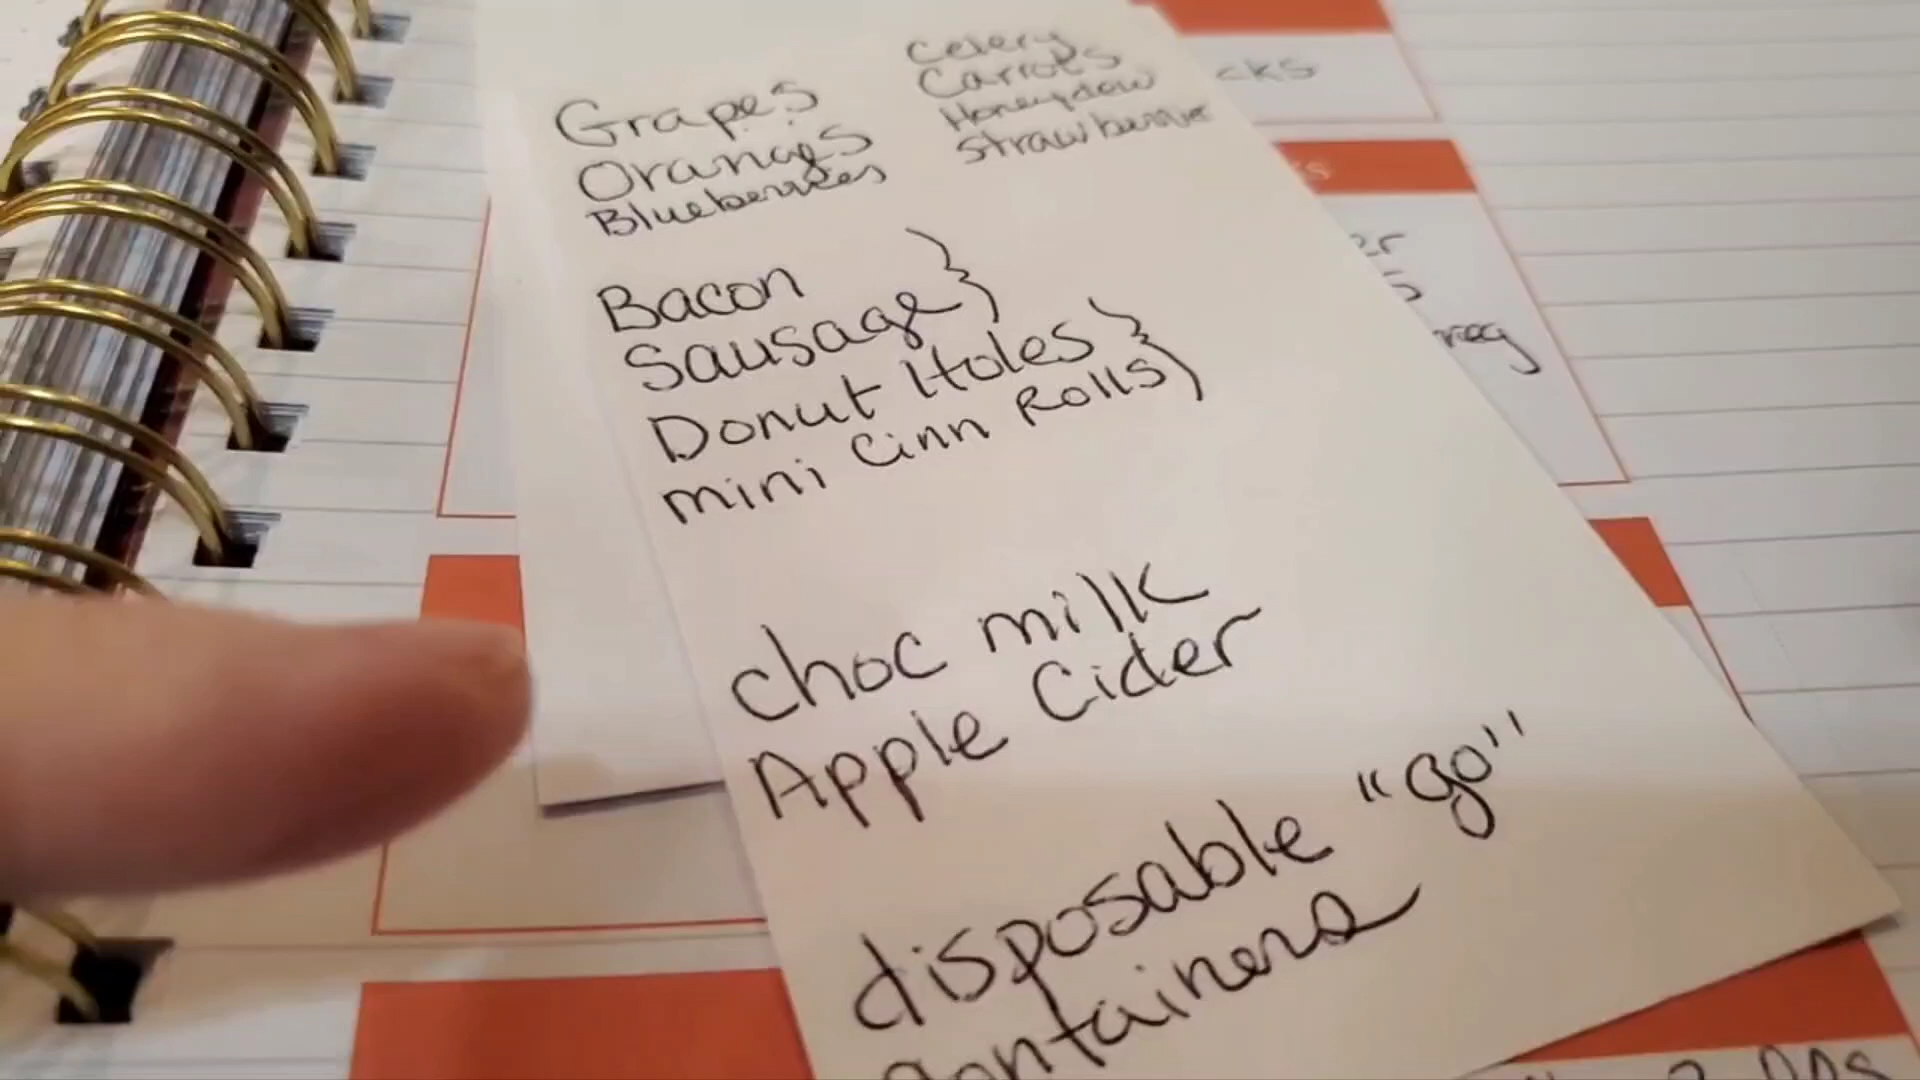 Grapes
Oranges
Blueberries
Celery
Carrots
Honeydew
Strawberrie
Bacon
Sausage
Donut Holes
mini Cinn Rolls
choc milk
Apple Cider
disposable "go"
containers